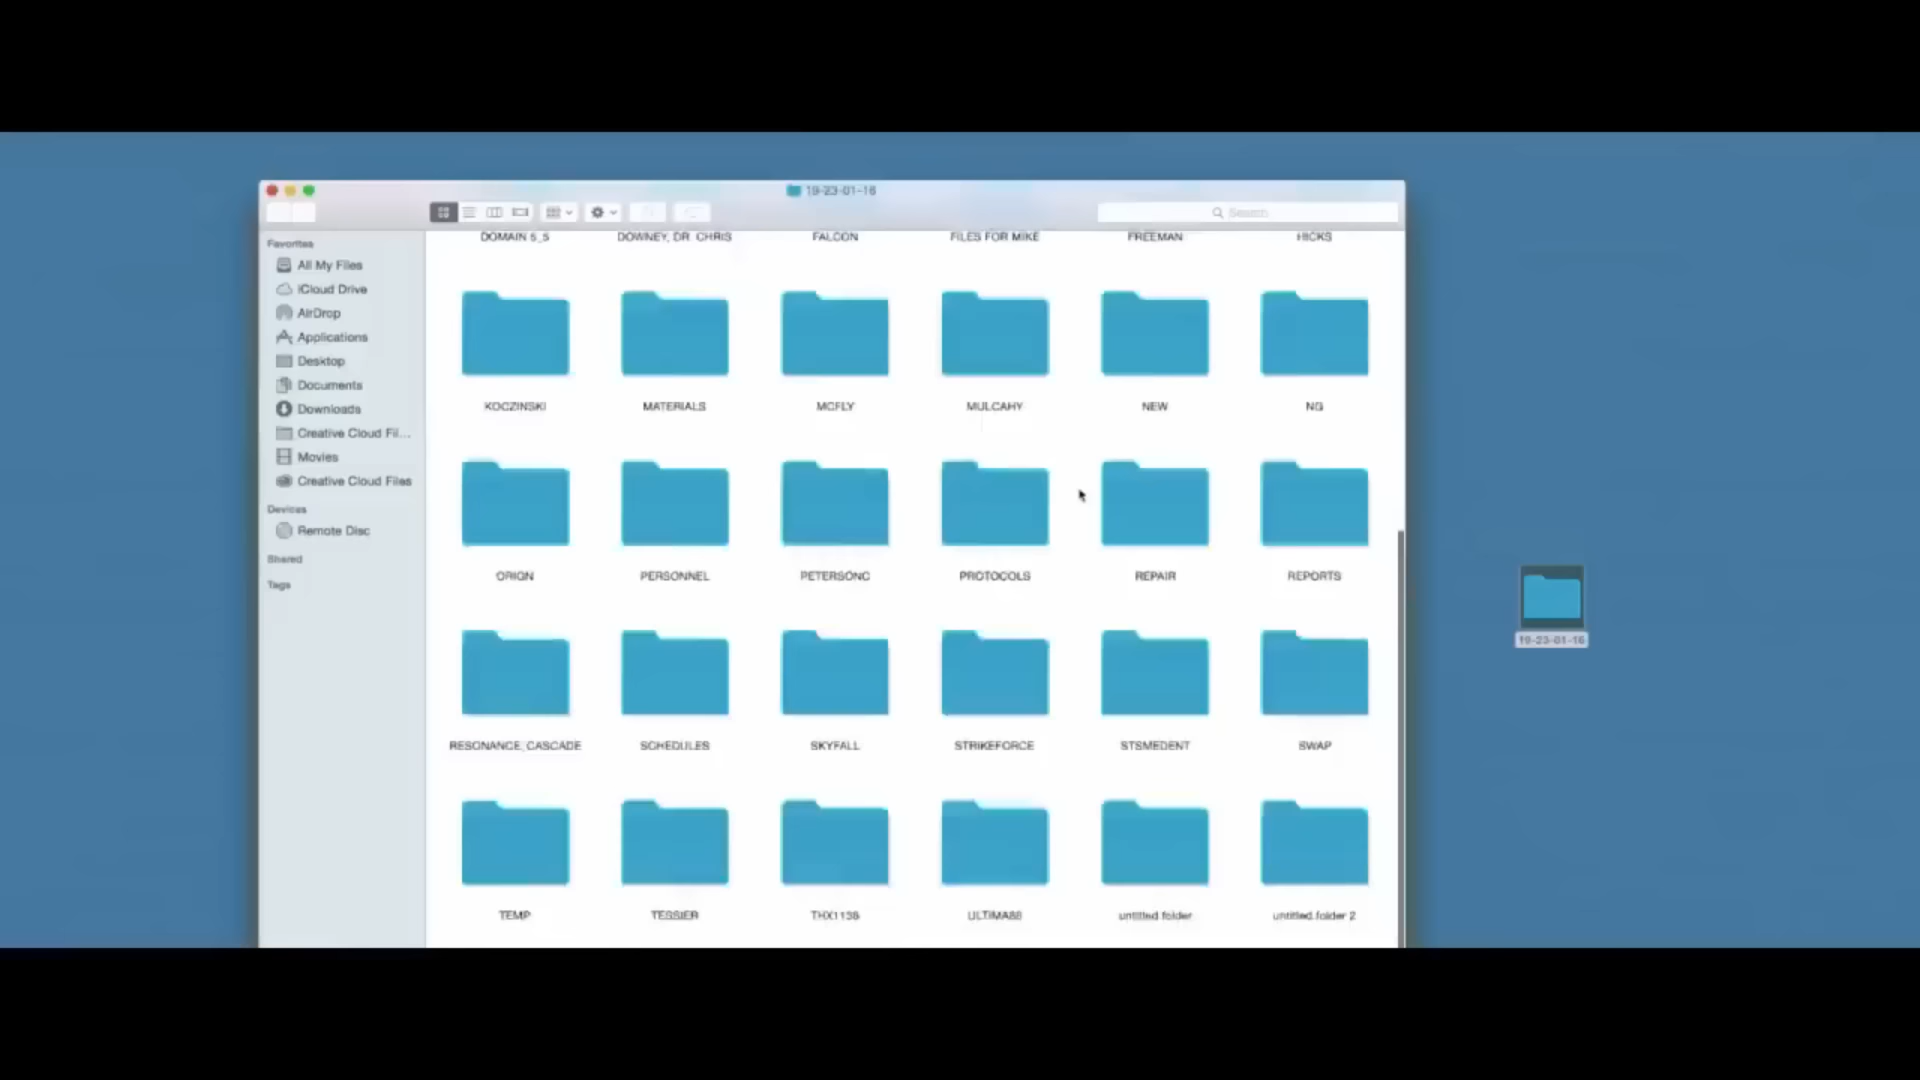 19-23-01-16
Search
Favorites
All My Files
iCloud Drive
AirDrop
Applications
Desktop
Documents
Downloads
Creative Cloud Fil...
Movies
Creative Cloud Files
Devices
Remote Disc
Shared
Tags
DOMAIN 5_5 DOWNEY, DR CHRIS FALCON FILES FOR MIKE FREEMAN HICKS
KOCZINSKI MATERIALS MCFLY MULCAHY NEW NG
ORIGN PERSONNEL PETERSONC PROTOCOLS REPAIR REPORTS
RESONANCE, CASCADE SCHEDULES SKYFALL STRIKEFORCE STSMEDENT SWAP
TEMP TESSIER THX1138 ULTIMA88 untitled folder untitled folder 2
19-23-01-16